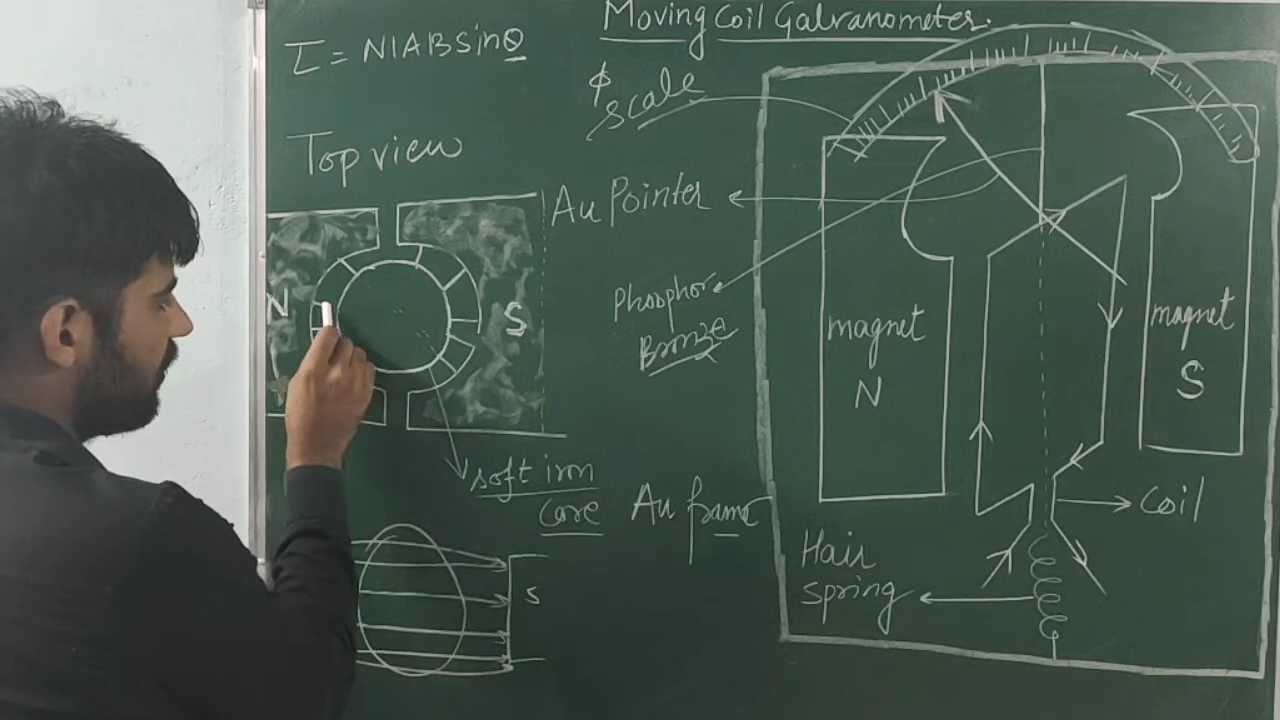 Moving Coil Galvanometer
τ = NIABsinθ
ϕ
scale
Top view
Au Pointer
N
S
Phosphor
Bronze
magnet
N
magnet
S
soft iron
core
Au frame
Coil
Hair
spring
S